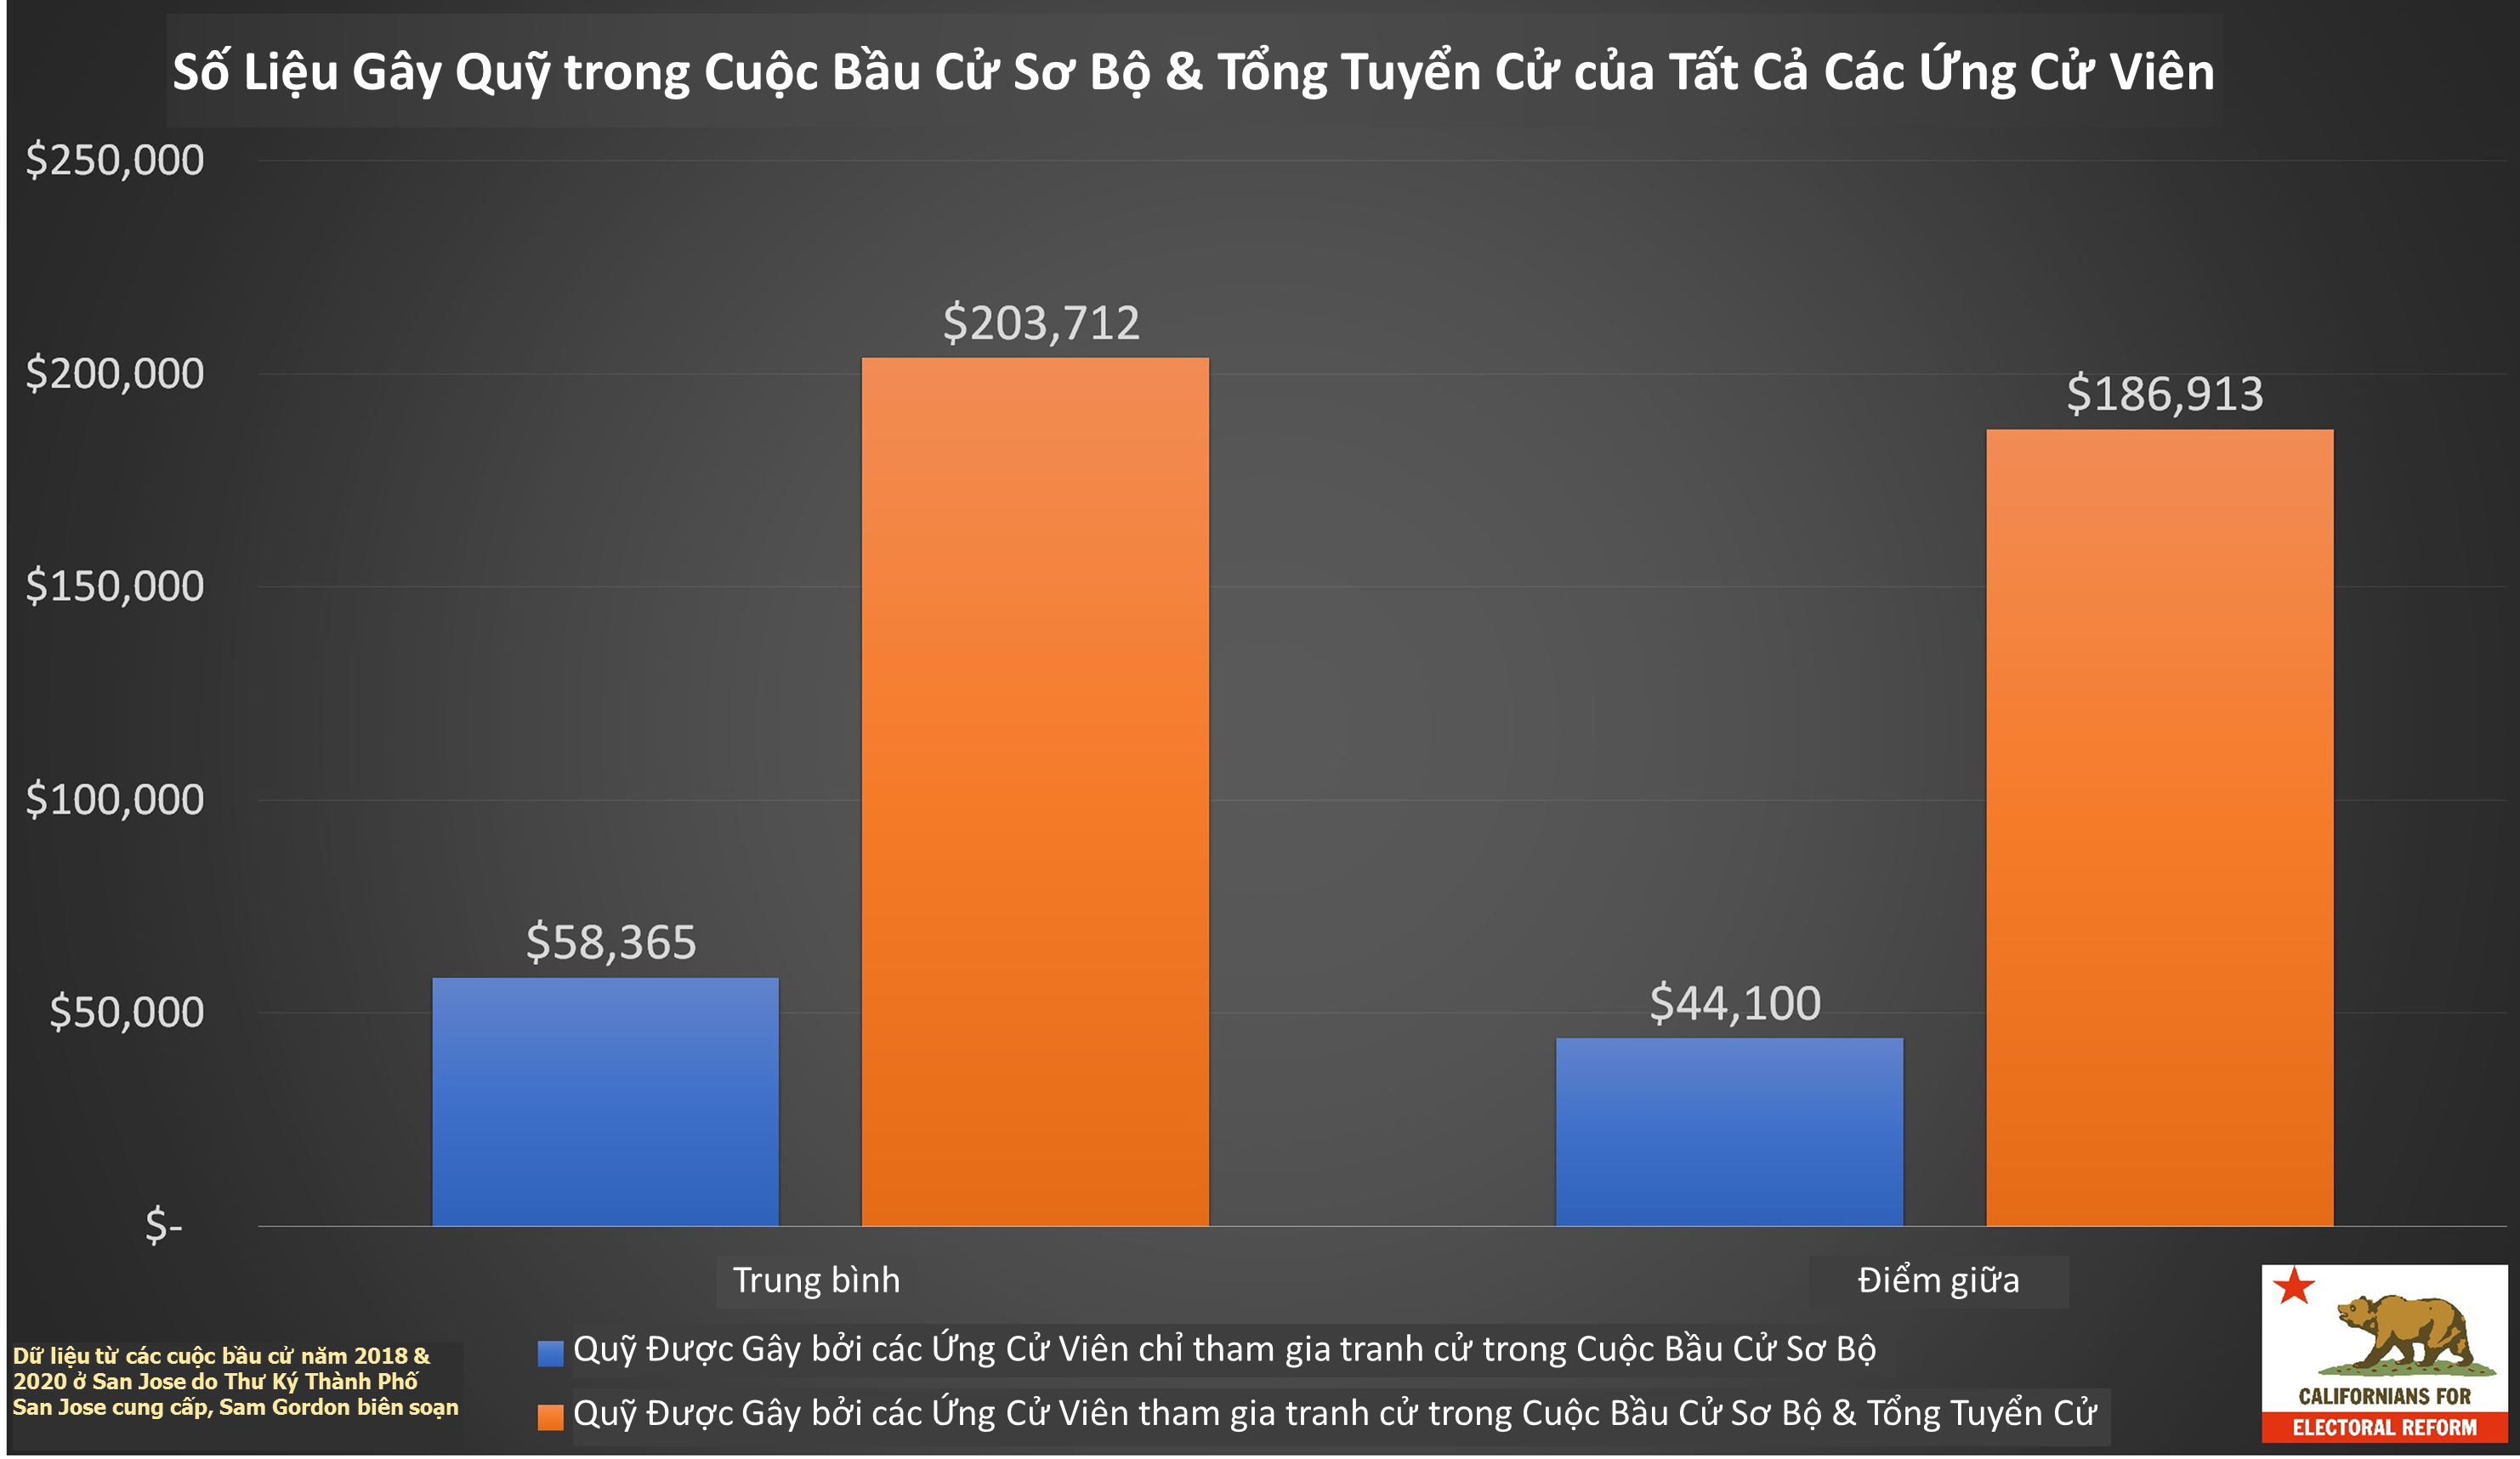 Số Liệu Gây Quỹ trong Cuộc Bầu Cử Sơ Bộ & Tổng Tuyển Cử của Tất Cả Các Ứng Cử Viên
$250,000
$200,000
$150,000
$100,000
$50,000
$-
$58,365
$203,712
$44,100
$186,913
Trung bình
Điểm giữa
Quỹ Được Gây bởi các Ứng Cử Viên chỉ tham gia tranh cử trong Cuộc Bầu Cử Sơ Bộ
Quỹ Được Gây bởi các Ứng Cử Viên tham gia tranh cử trong Cuộc Bầu Cử Sơ Bộ & Tổng Tuyển Cử
Dữ liệu từ các cuộc bầu cử năm 2018 &
2020 ở San Jose do Thư Ký Thành Phố
San Jose cung cấp, Sam Gordon biên soạn
CALIFORNIANS FOR
ELECTORAL REFORM